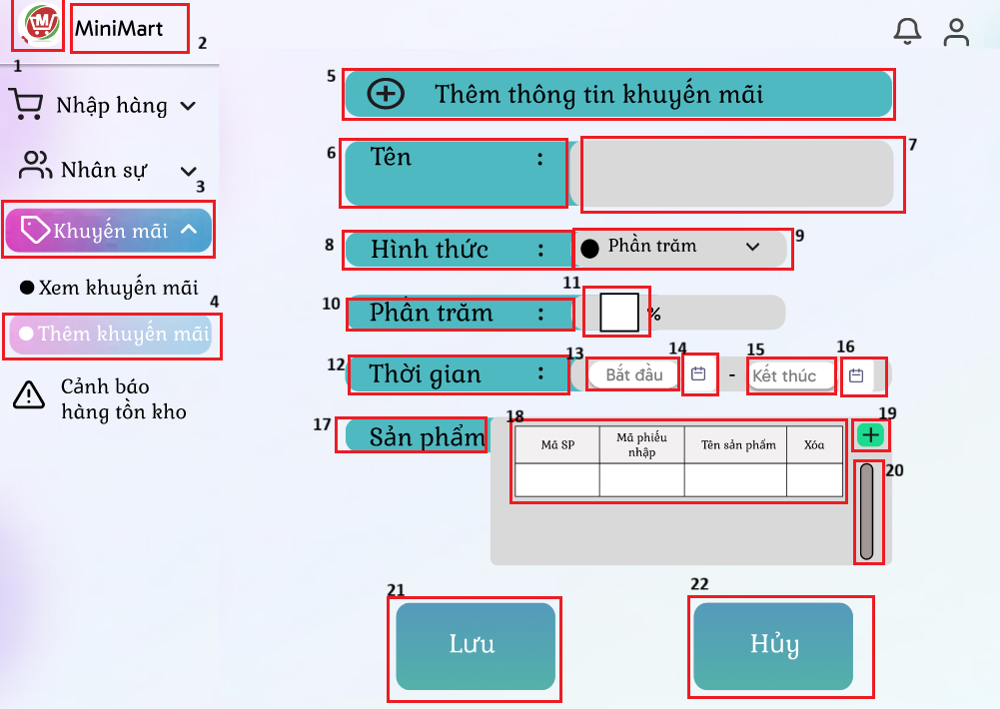 M
MiniMart
2
1
Nhập hàng
Nhân sự
3
Khuyến mãi
Xem khuyến mãi
4
Thêm khuyến mãi
Cảnh báo
hàng tồn kho
5
Thêm thông tin khuyến mãi
6
Tên :
7
8
Hình thức :
Phần trăm
9
10
Phần trăm :
11
%
12
Thời gian :
13
Bắt đầu
14
-
15
Kết thúc
16
17
Sản phẩm
18
Mã SP
Mã phiếu
nhập
Tên sản phẩm
Xóa
19
+
20
21
Lưu
22
Hủy